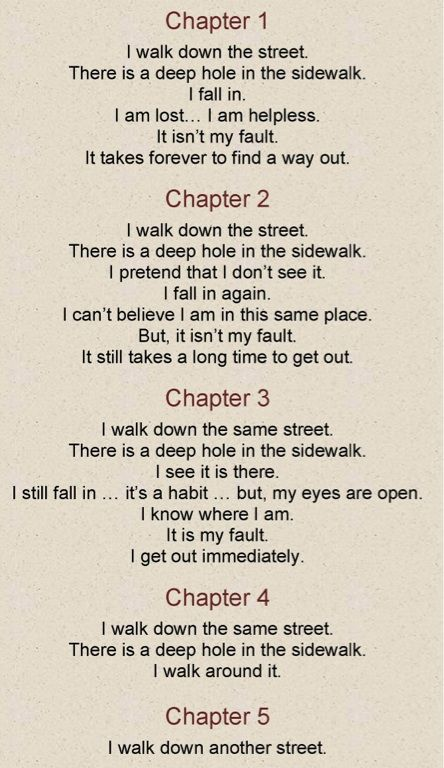 Chapter 1
I walk down the street.
There is a deep hole in the sidewalk.
I fall in.
I am lost... I am helpless.
It isn't my fault.
It takes forever to find a way out.
Chapter 2
I walk down the street.
There is a deep hole in the sidewalk.
I pretend that I don't see it.
I fall in again.
I can't believe I am in this same place.
But, it isn't my fault.
It still takes a long time to get out.
Chapter 3
I walk down the same street.
There is a deep hole in the sidewalk.
I see it is there.
I still fall in ... it's a habit ... but, my eyes are open.
I know where I am.
It is my fault.
I get out immediately.
Chapter 4
I walk down the same street.
There is a deep hole in the sidewalk.
I walk around it.
Chapter 5
I walk down another street.